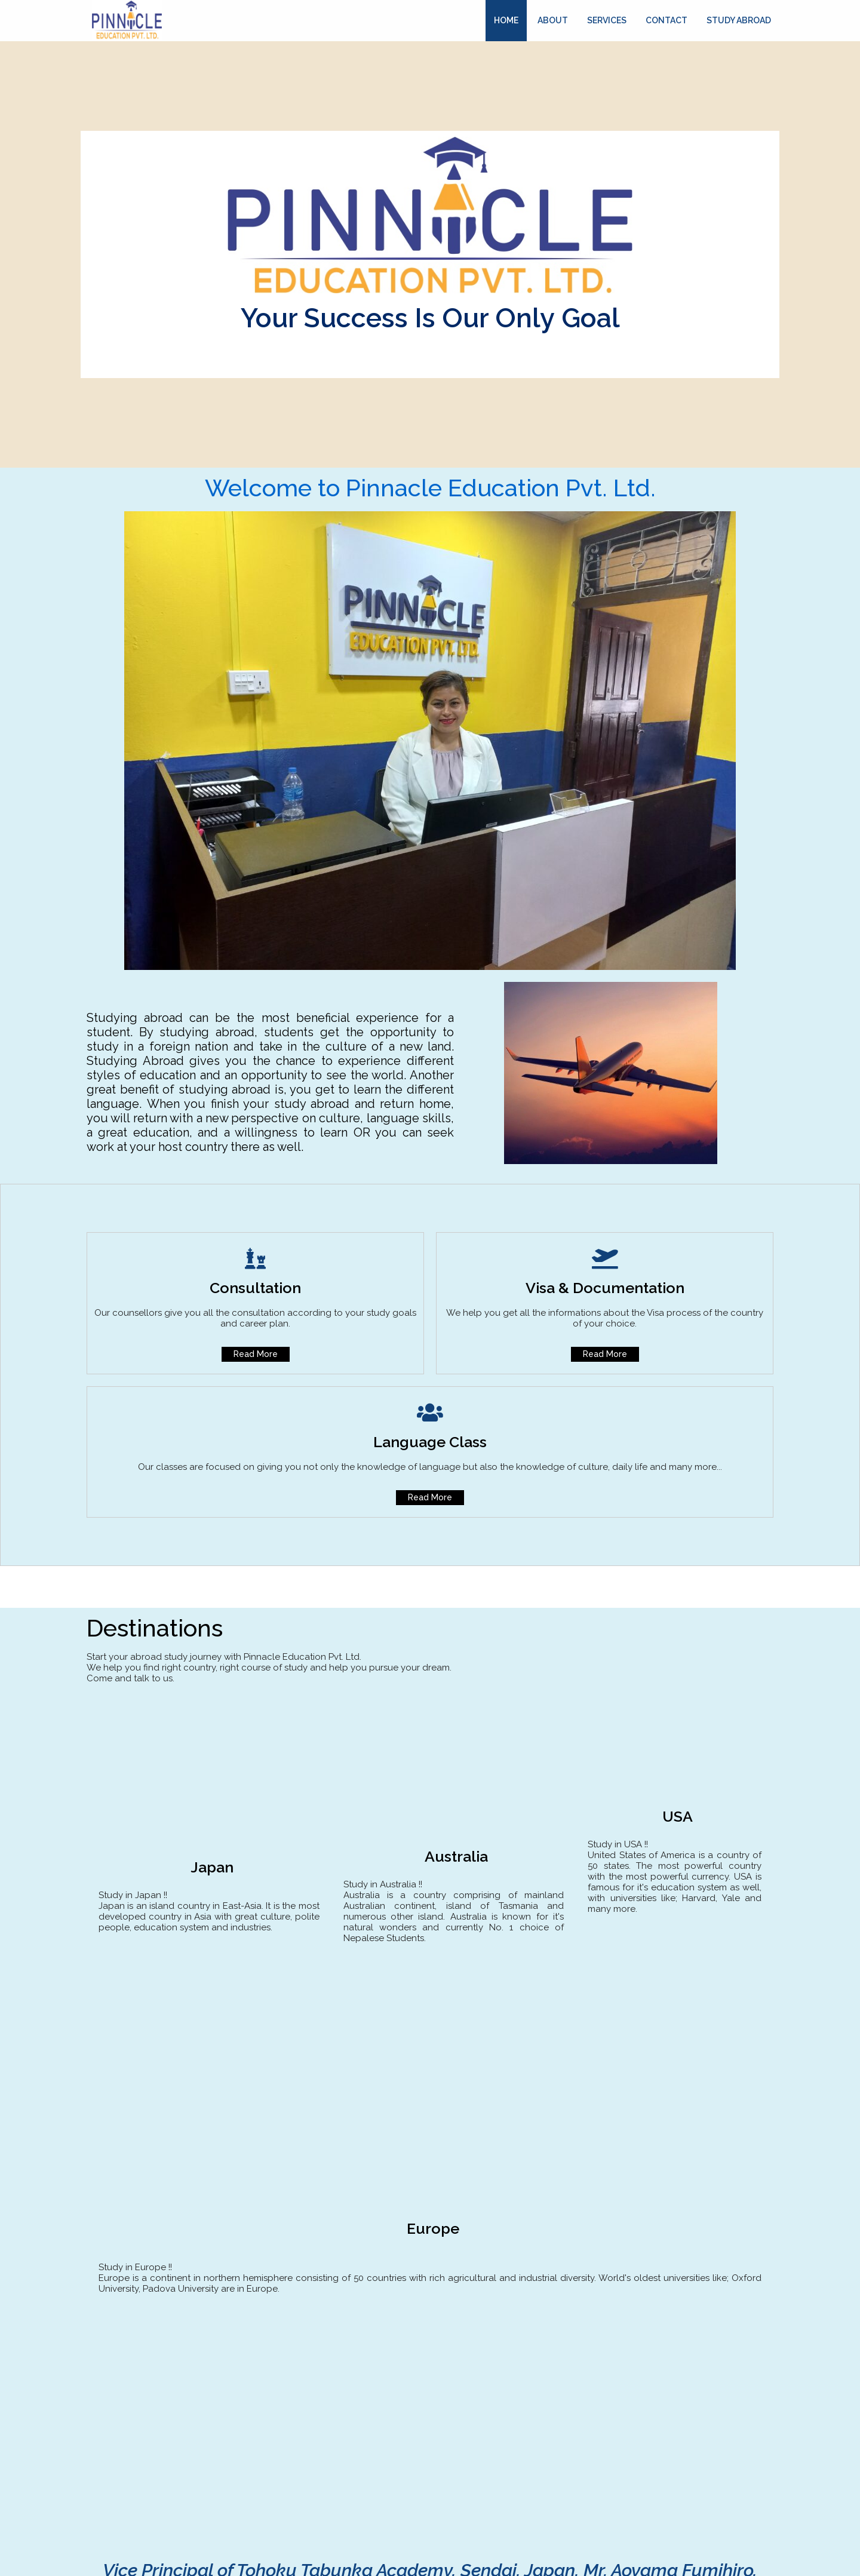 PINNACLE
EDUCATION PVT. LTD.
HOME
ABOUT
SERVICES
CONTACT
STUDY ABROAD
PINNACLE
EDUCATION PVT. LTD.
Your Success Is Our Only Goal
Welcome to Pinnacle Education Pvt. Ltd.
PINNACLE
EDUCATION PVT. LTD.
Studying abroad can be the most beneficial experience for a
student. By studying abroad, students get the opportunity to
study in a foreign nation and take in the culture of a new land.
Studying Abroad gives you the chance to experience different
styles of education and an opportunity to see the world. Another
great benefit of studying abroad is, you get to learn the different
language. When you finish your study abroad and return home,
you will return with a new perspective on culture, language skills,
a great education, and a willingness to learn OR you can seek
work at your host country there as well.
Consultation
Our counsellors give you all the consultation according to your study goals
and career plan.
Read More
Visa & Documentation
We help you get all the informations about the Visa process of the country
of your choice.
Read More
Language Class
Our classes are focused on giving you not only the knowledge of language but also the knowledge of culture, daily life and many more...
Read More
Destinations
Start your abroad study journey with Pinnacle Education Pvt. Ltd.
We help you find right country, right course of study and help you pursue your dream.
Come and talk to us.
Japan
Study in Japan !!
Japan is an island country in East-Asia. It is the most
developed country in Asia with great culture, polite
people, education system and industries.
Australia
Study in Australia !!
Australia is a country comprising of mainland
Australian continent, island of Tasmania and
numerous other island. Australia is known for it's
natural wonders and currently No. 1 choice of
Nepalese Students.
USA
Study in USA !!
United States of America is a country of
50 states. The most powerful country
with the most powerful currency. USA is
famous for it's education system as well,
with universities like; Harvard, Yale and
many more.
Europe
Study in Europe !!
Europe is a continent in northern hemisphere consisting of 50 countries with rich agricultural and industrial diversity. World's oldest universities like; Oxford
University, Padova University are in Europe.
Vice Principal of Tohoku Tabunka Academy, Sendai, Japan, Mr. Aoyama Fumihiro,